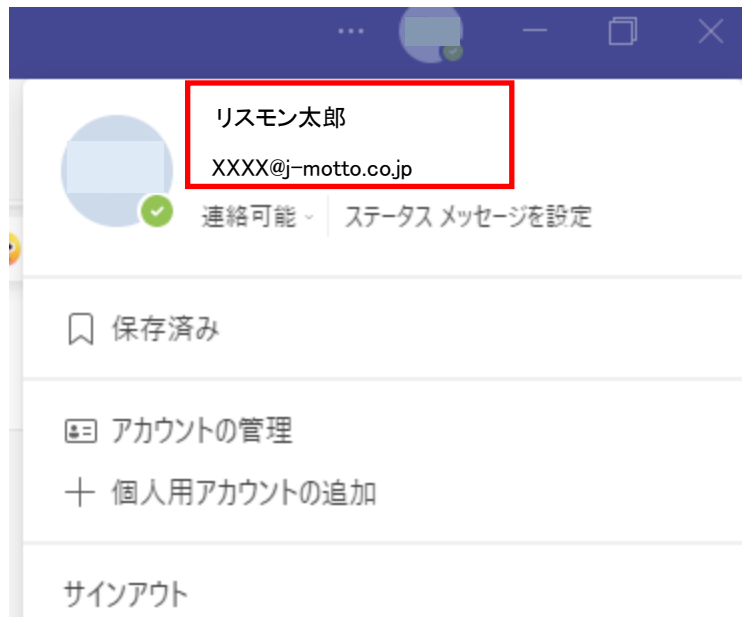 …
リスモン太郎
XXXX@j-motto.co.jp
連絡可能 ステータス メッセージを設定
保存済み
アカウントの管理
個人用アカウントの追加
サインアウト